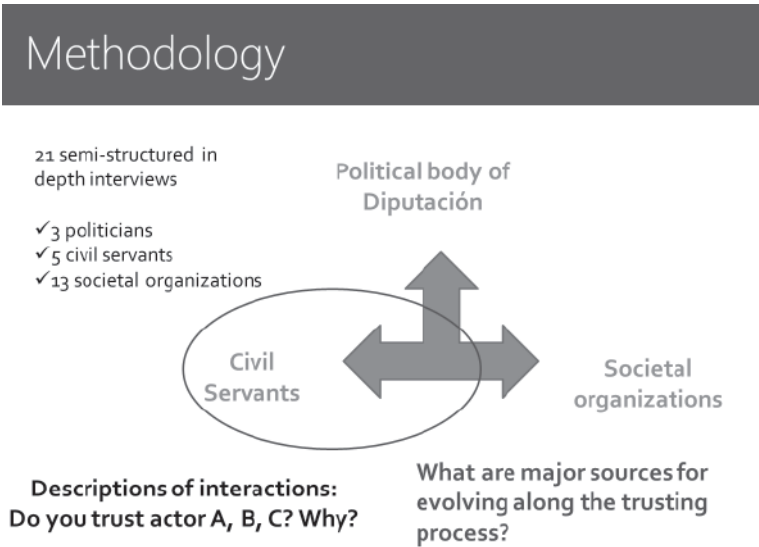 Methodology
21 semi-structured in
depth interviews
✓3 politicians
✓5 civil servants
✓13 societal organizations
Political body of
Diputación
Civil
Servants
Societal
organizations
Descriptions of interactions:
Do you trust actor A, B, C? Why?
What are major sources for
evolving along the trusting
process?